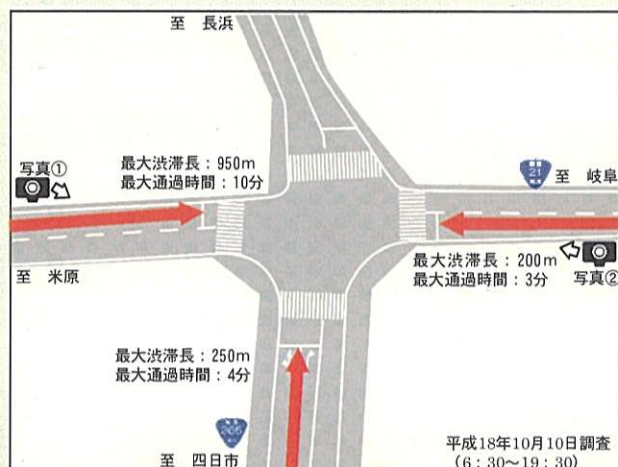 至 長浜
写真①
最大渋滞長：950m
最大通過時間：10分
21
至 岐阜
至 米原
最大渋滞長：200m
最大通過時間：3分
写真②
最大渋滞長：250m
最大通過時間：4分
至 四日市
平成18年10月10日調査
（6：30～19：30）